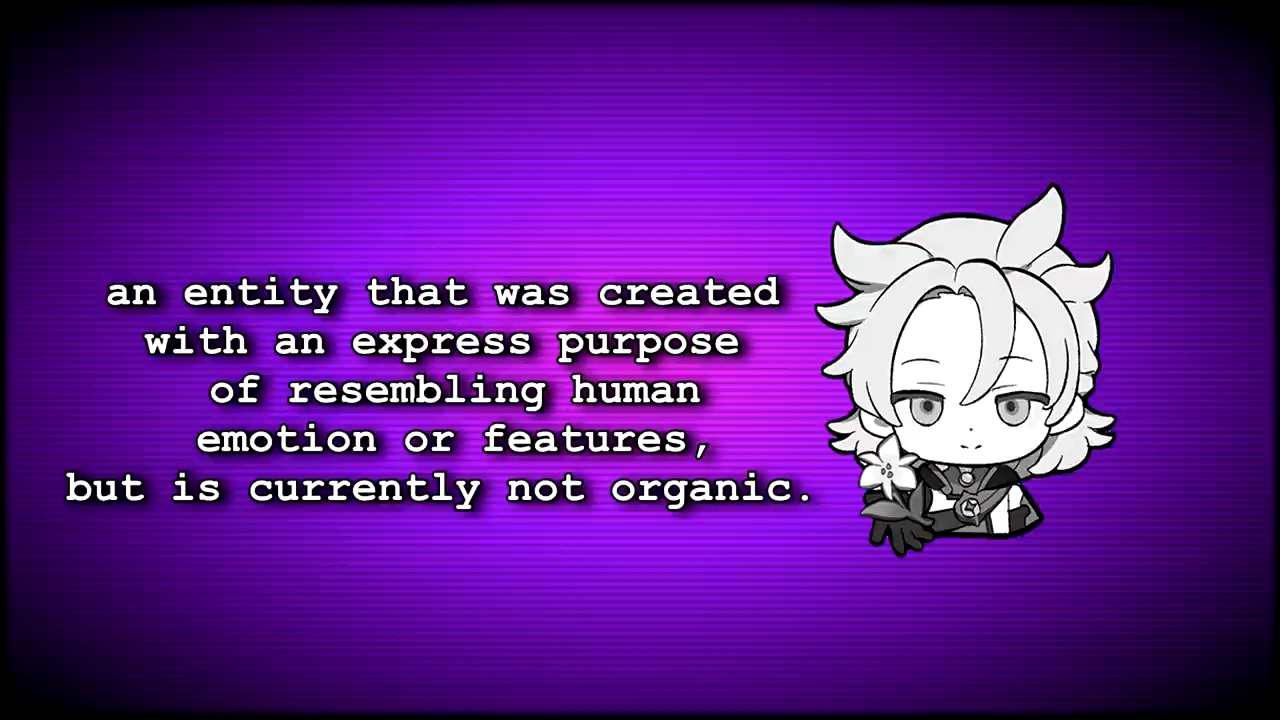 an entity that was created
with an express purpose
of resembling human
emotion or features,
but is currently not organic.